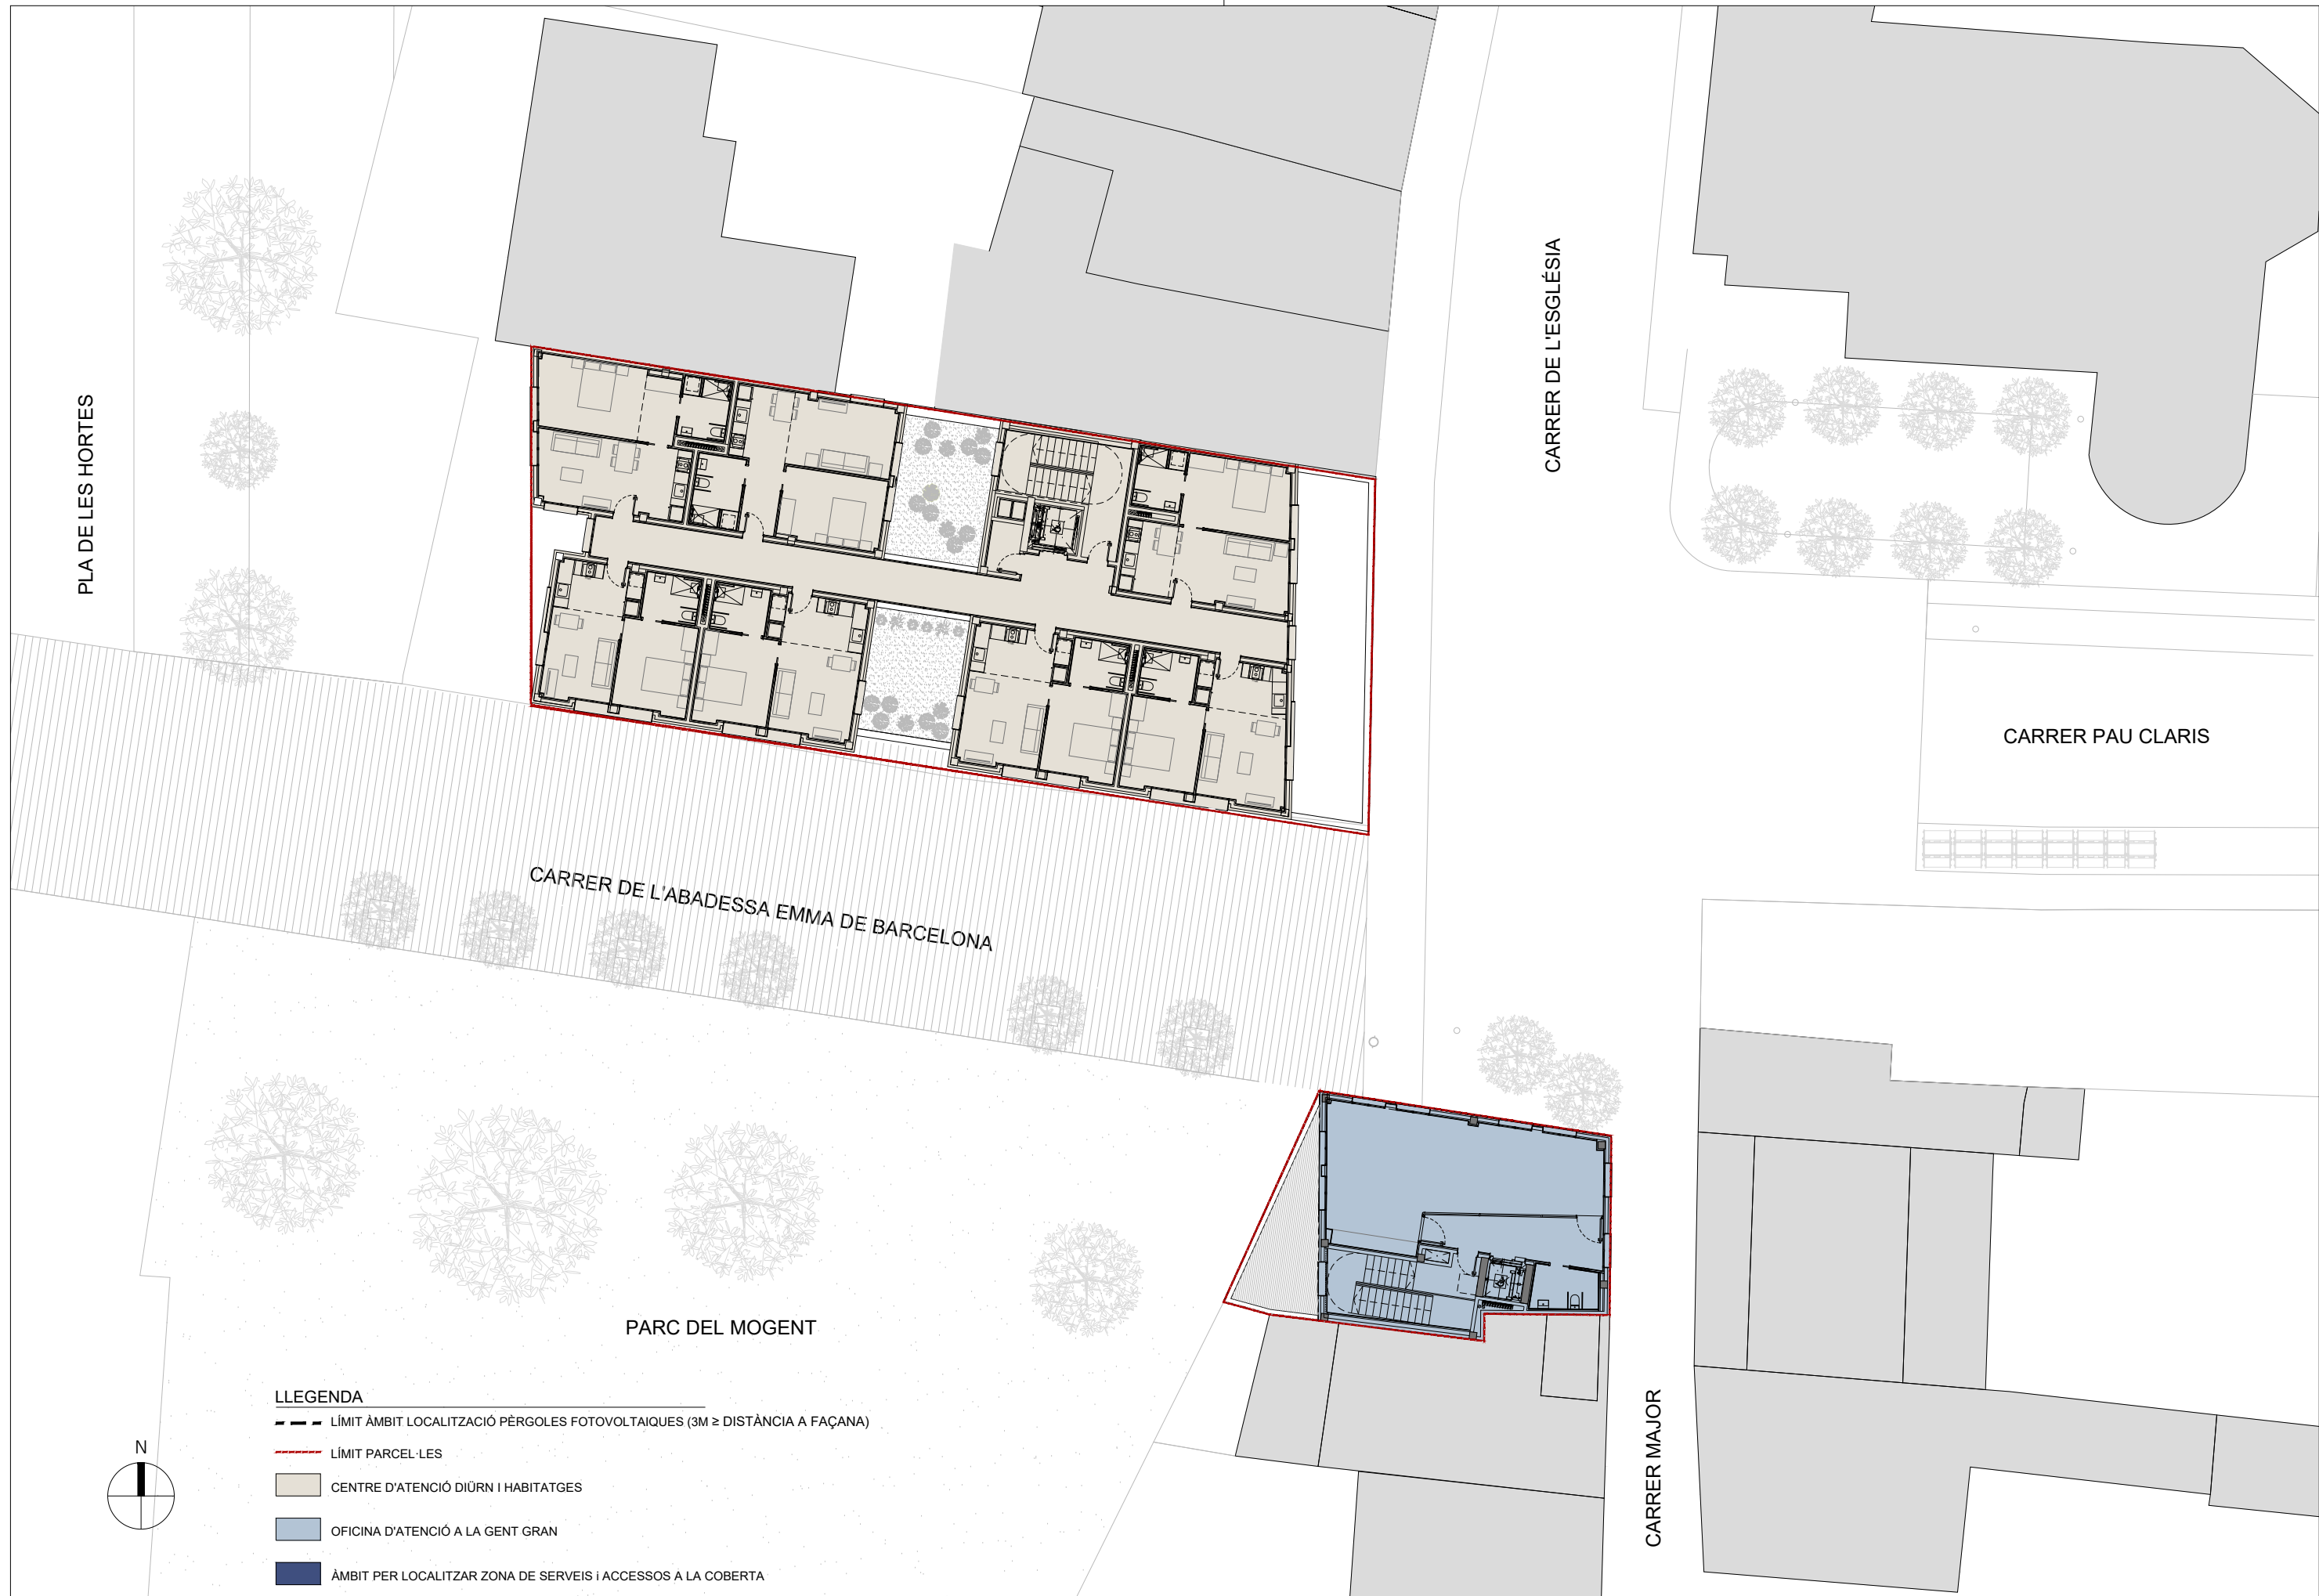 PLA DE LES HORTES
CARRER DE L'ESGLÉSIA
CARRER PAU CLARIS
CARRER DE L'ABADESSA EMMA DE BARCELONA
PARC DEL MOGENT
CARRER MAJOR
N
LLEGENDA
LÍMIT ÀMBIT LOCALITZACIÓ PÈRGOLES FOTOVOLTAIQUES (3M ≥ DISTÀNCIA A FAÇANA)
LÍMIT PARCEL·LES
CENTRE D'ATENCIÓ DIÜRN I HABITATGES
OFICINA D'ATENCIÓ A LA GENT GRAN
ÀMBIT PER LOCALITZAR ZONA DE SERVEIS i ACCESSOS A LA COBERTA